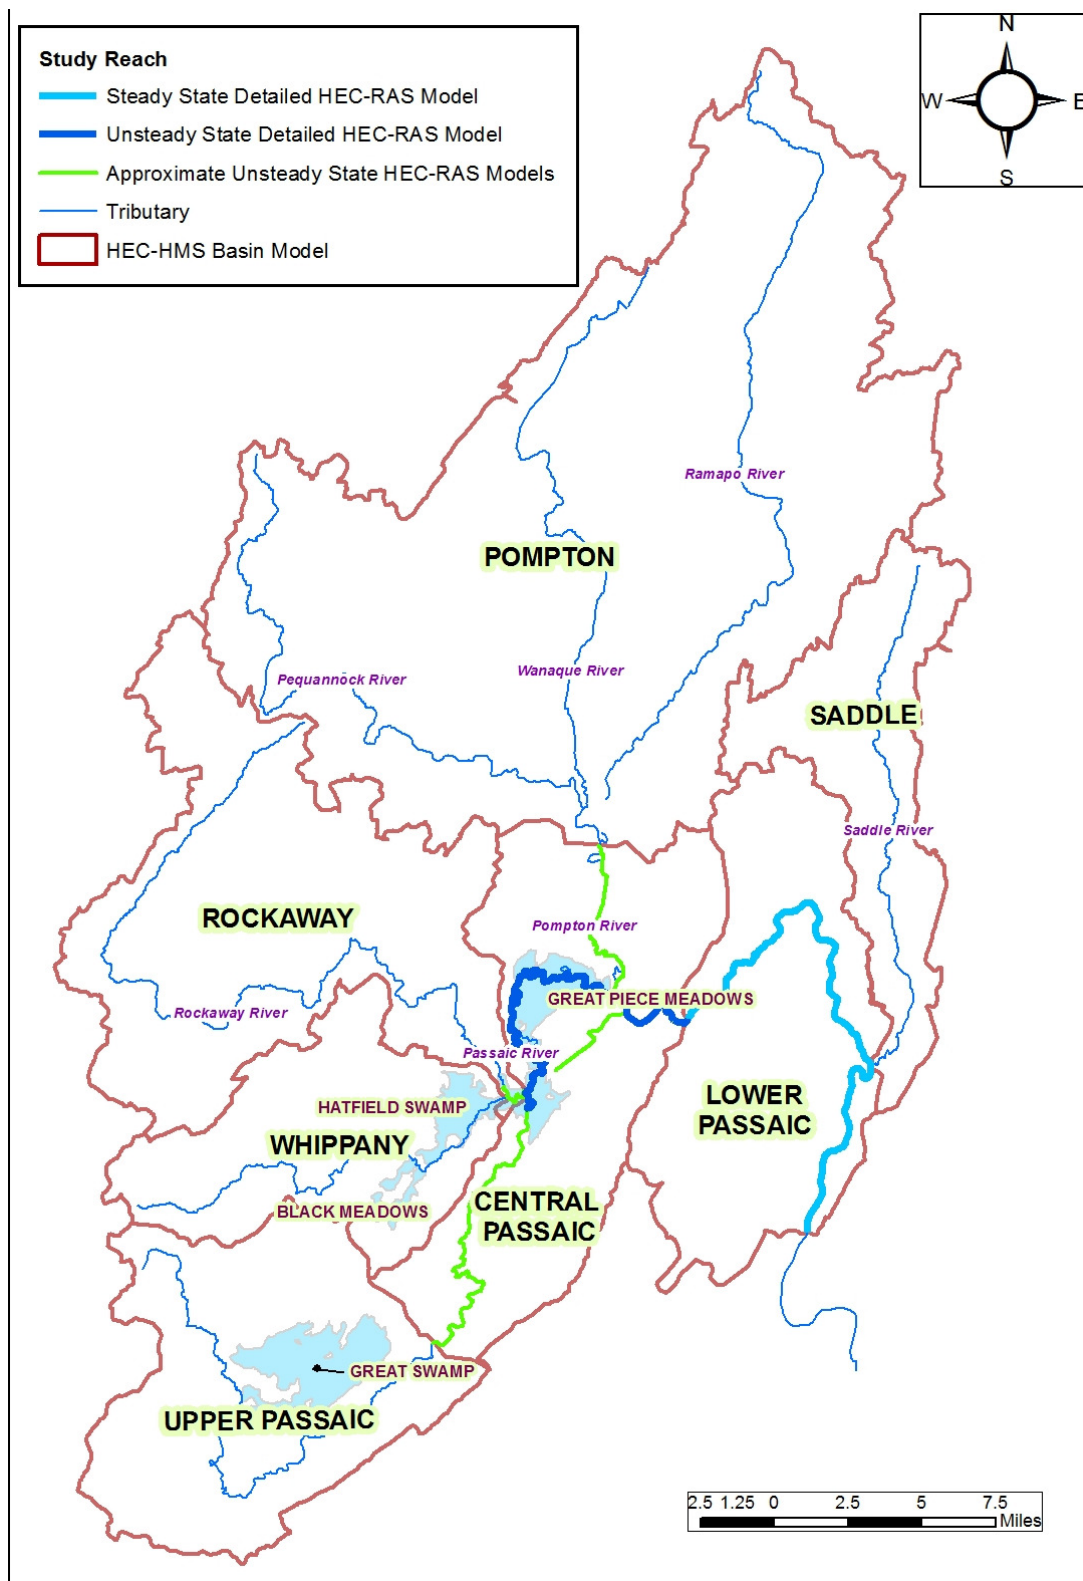 Study Reach
Steady State Detailed HEC-RAS Model
Unsteady State Detailed HEC-RAS Model
Approximate Unsteady State HEC-RAS Models
Tributary
HEC-HMS Basin Model
N
W
E
S
Ramapo River
POMPTON
Pequannock River
Wanaque River
SADDLE
Saddle River
ROCKAWAY
Pompton River
GREAT PIECE MEADOWS
Rockaway River
Passaic River
HATFIELD SWAMP
LOWER
PASSAIC
WHIPPANY
BLACK MEADOWS
CENTRAL
PASSAIC
GREAT SWAMP
UPPER PASSAIC
2.5 1.25 0 2.5 5 7.5
Miles